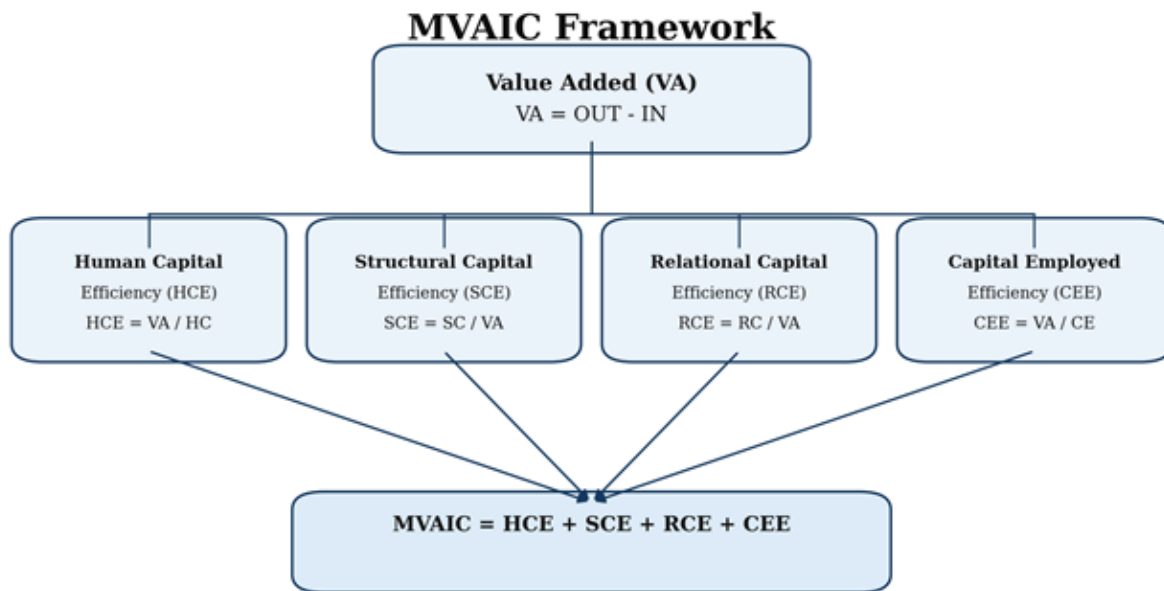 MVAIC Framework
Value Added (VA)
VA = OUT - IN
Human Capital
Efficiency (HCE)
HCE = VA / HC
Structural Capital
Efficiency (SCE)
SCE = SC / VA
Relational Capital
Efficiency (RCE)
RCE = RC / VA
Capital Employed
Efficiency (CEE)
CEE = VA / CE
MVAIC = HCE + SCE + RCE + CEE